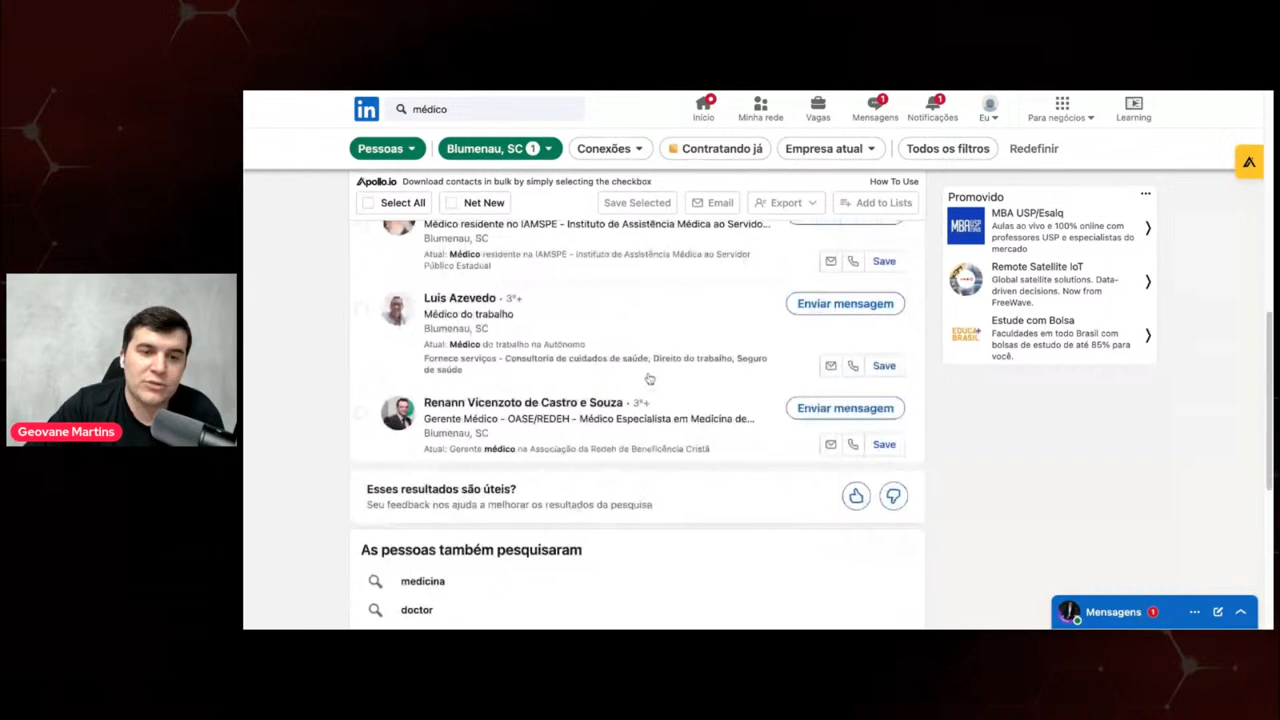 in
médico
Início
Minha rede
Vagas
Mensagens
1
Notificações
1
Eu
Para negócios
Learning
Pessoas
Blumenau, SC 1
Conexões
Contratando já
Empresa atual
Todos os filtros
Redefinir
Apollo.io Download contacts in bulk by simply selecting the checkbox
How To Use
Select All
Net New
Save Selected
Email
Export
Add to Lists
Médico residente no IAMSPE - Instituto de Assistência Médica ao Servidor...
Blumenau, SC
Atual: Médico residente na IAMSPE - Instituto de Assistência Médica ao Servidor
Público Estadual
Save
Luis Azevedo • 3º+
Médico do trabalho
Blumenau, SC
Atual: Médico do trabalho na Autônomo
Fornece serviços - Consultoria de cuidados de saúde, Direito do trabalho, Seguro
de saúde
Enviar mensagem
Save
Renann Vicenzoto de Castro e Souza • 3º+
Gerente Médico - OASE/REDEH - Médico Especialista em Medicina de...
Blumenau, SC
Atual: Gerente médico na Associação da Redeh de Beneficência Cristã
Enviar mensagem
Save
Esses resultados são úteis?
Seu feedback nos ajuda a melhorar os resultados da pesquisa
As pessoas também pesquisaram
medicina
doctor
Promovido
MBA USP/Esalq
Aulas ao vivo e 100% online com
professores USP e especialistas do
mercado
MBAUSP
Remote Satellite IoT
Global satellite solutions. Data-
driven decisions. Now from
FreeWave.
Estude com Bolsa
Faculdades em todo Brasil com
bolsas de estudo de até 85% para
você.
EDUCA+
BRASIL
Mensagens 1
Geovane Martins